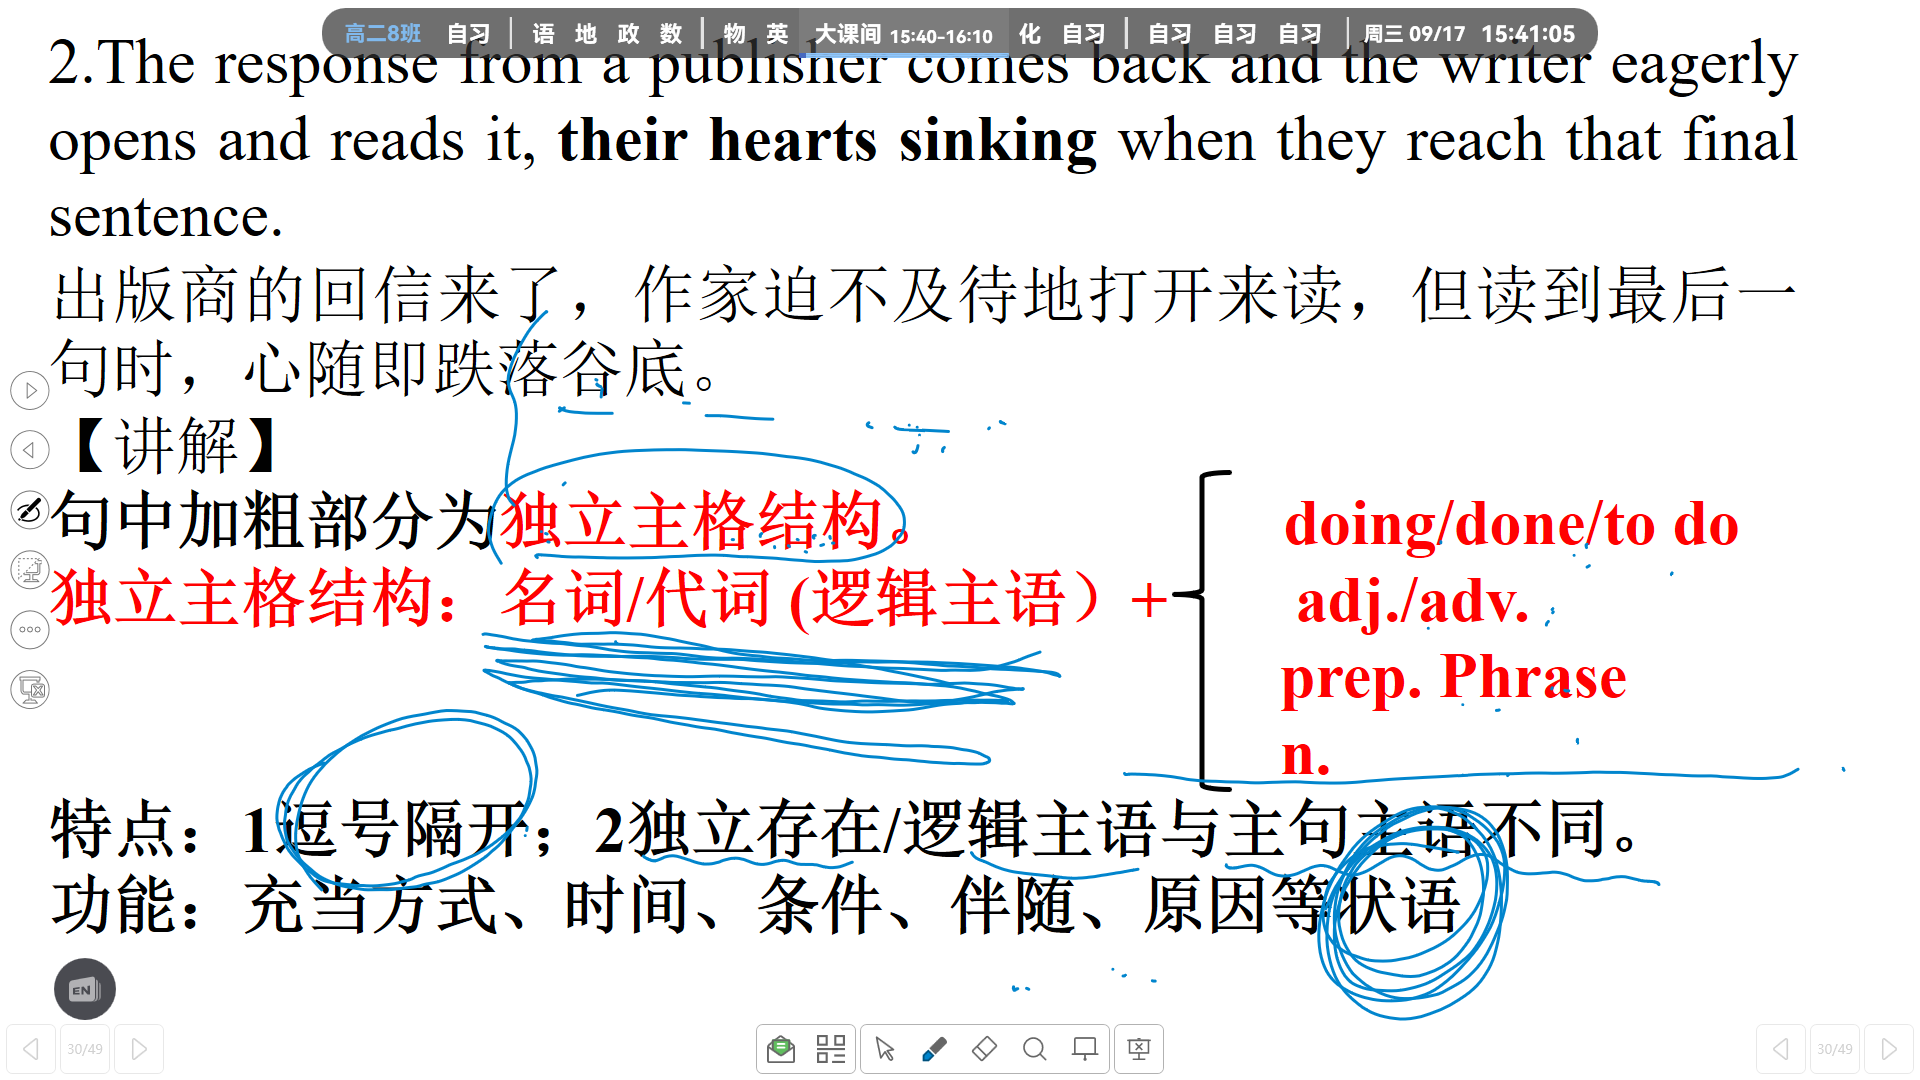 高二8班 自习 | 语 地 政 数 | 物 英 大课间 15:40-16:10 化 自习 | 自习 自习 自习 | 周三 09/17 15:41:05
2.The response from a publisher comes back and the writer eagerly
opens and reads it, their hearts sinking when they reach that final
sentence.
出版商的回信来了，作家迫不及待地打开来读，但读到最后一
句时，心随即跌落谷底。
【讲解】
句中加粗部分为独立主格结构。
独立主格结构：名词/代词 (逻辑主语）+
doing/done/to do
adj./adv.
prep. Phrase
n.
特点：1逗号隔开；2独立存在/逻辑主语与主句主语不同。
功能：充当方式、时间、条件、伴随、原因等状语
EN
30/49
30/49